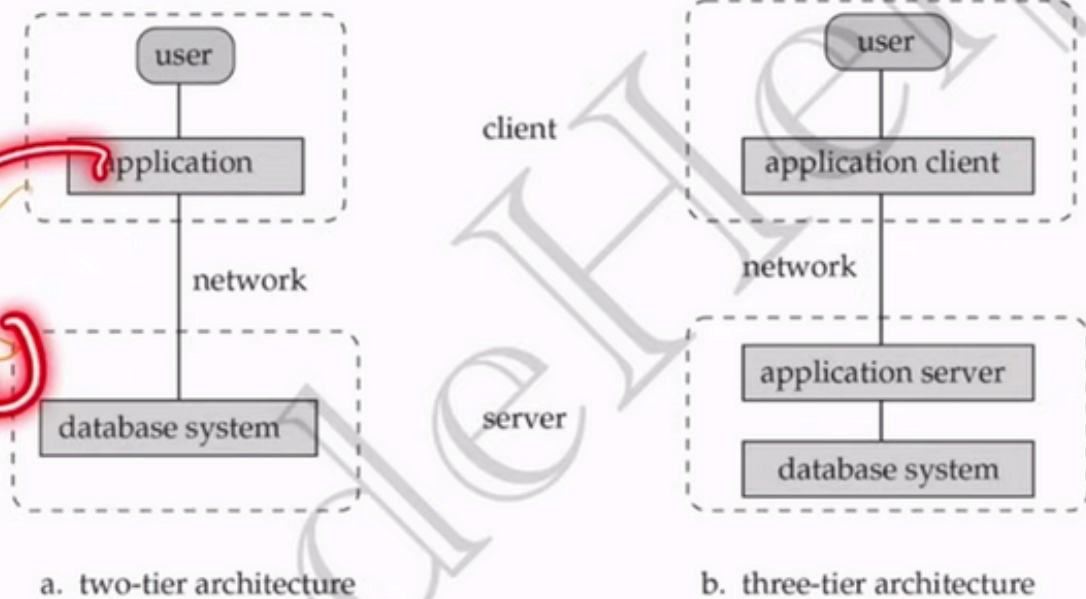 user
application
network
database system
a. two-tier architecture
client
server
user
application client
network
application server
database system
b. three-tier architecture